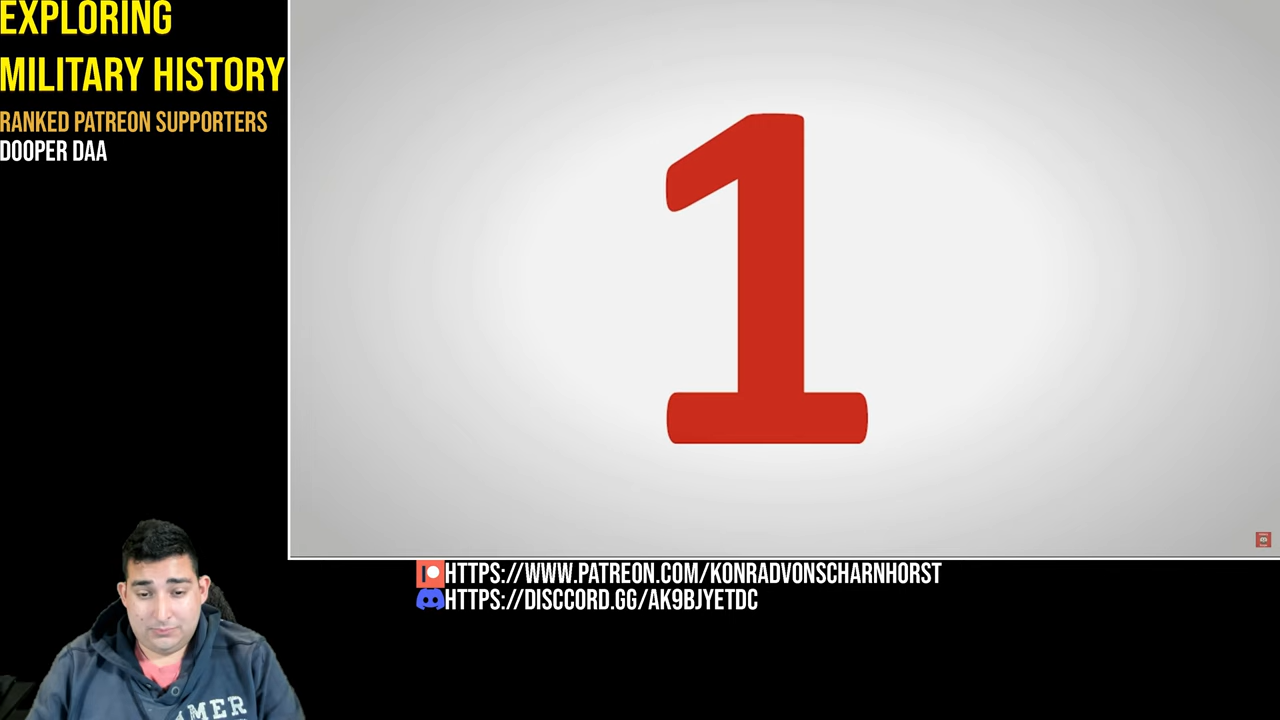 EXPLORING
MILITARY HISTORY
RANKED PATREON SUPPORTERS
DOOPER DAA
1
HTTPS://WWW.PATREON.COM/KONRADVONSCHARNHORST
HTTPS://DISCCORD.GG/AK9BJYETDC